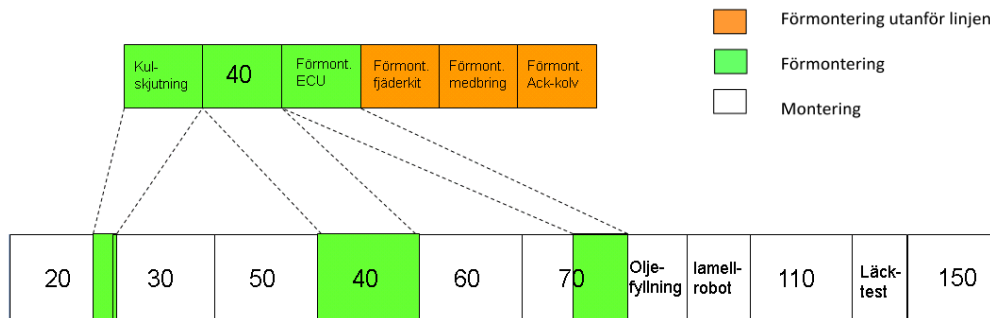 Förmontering utanför linjen
Förmontering
Montering
Kul-
skjutning
40
Förmont.
ECU
Förmont.
fjäderkit
Förmont.
medbring
Förmont.
Ack-kolv
20
30
50
40
60
70
Olje-
fyllning
lamell-
robot
110
Läck-
test
150